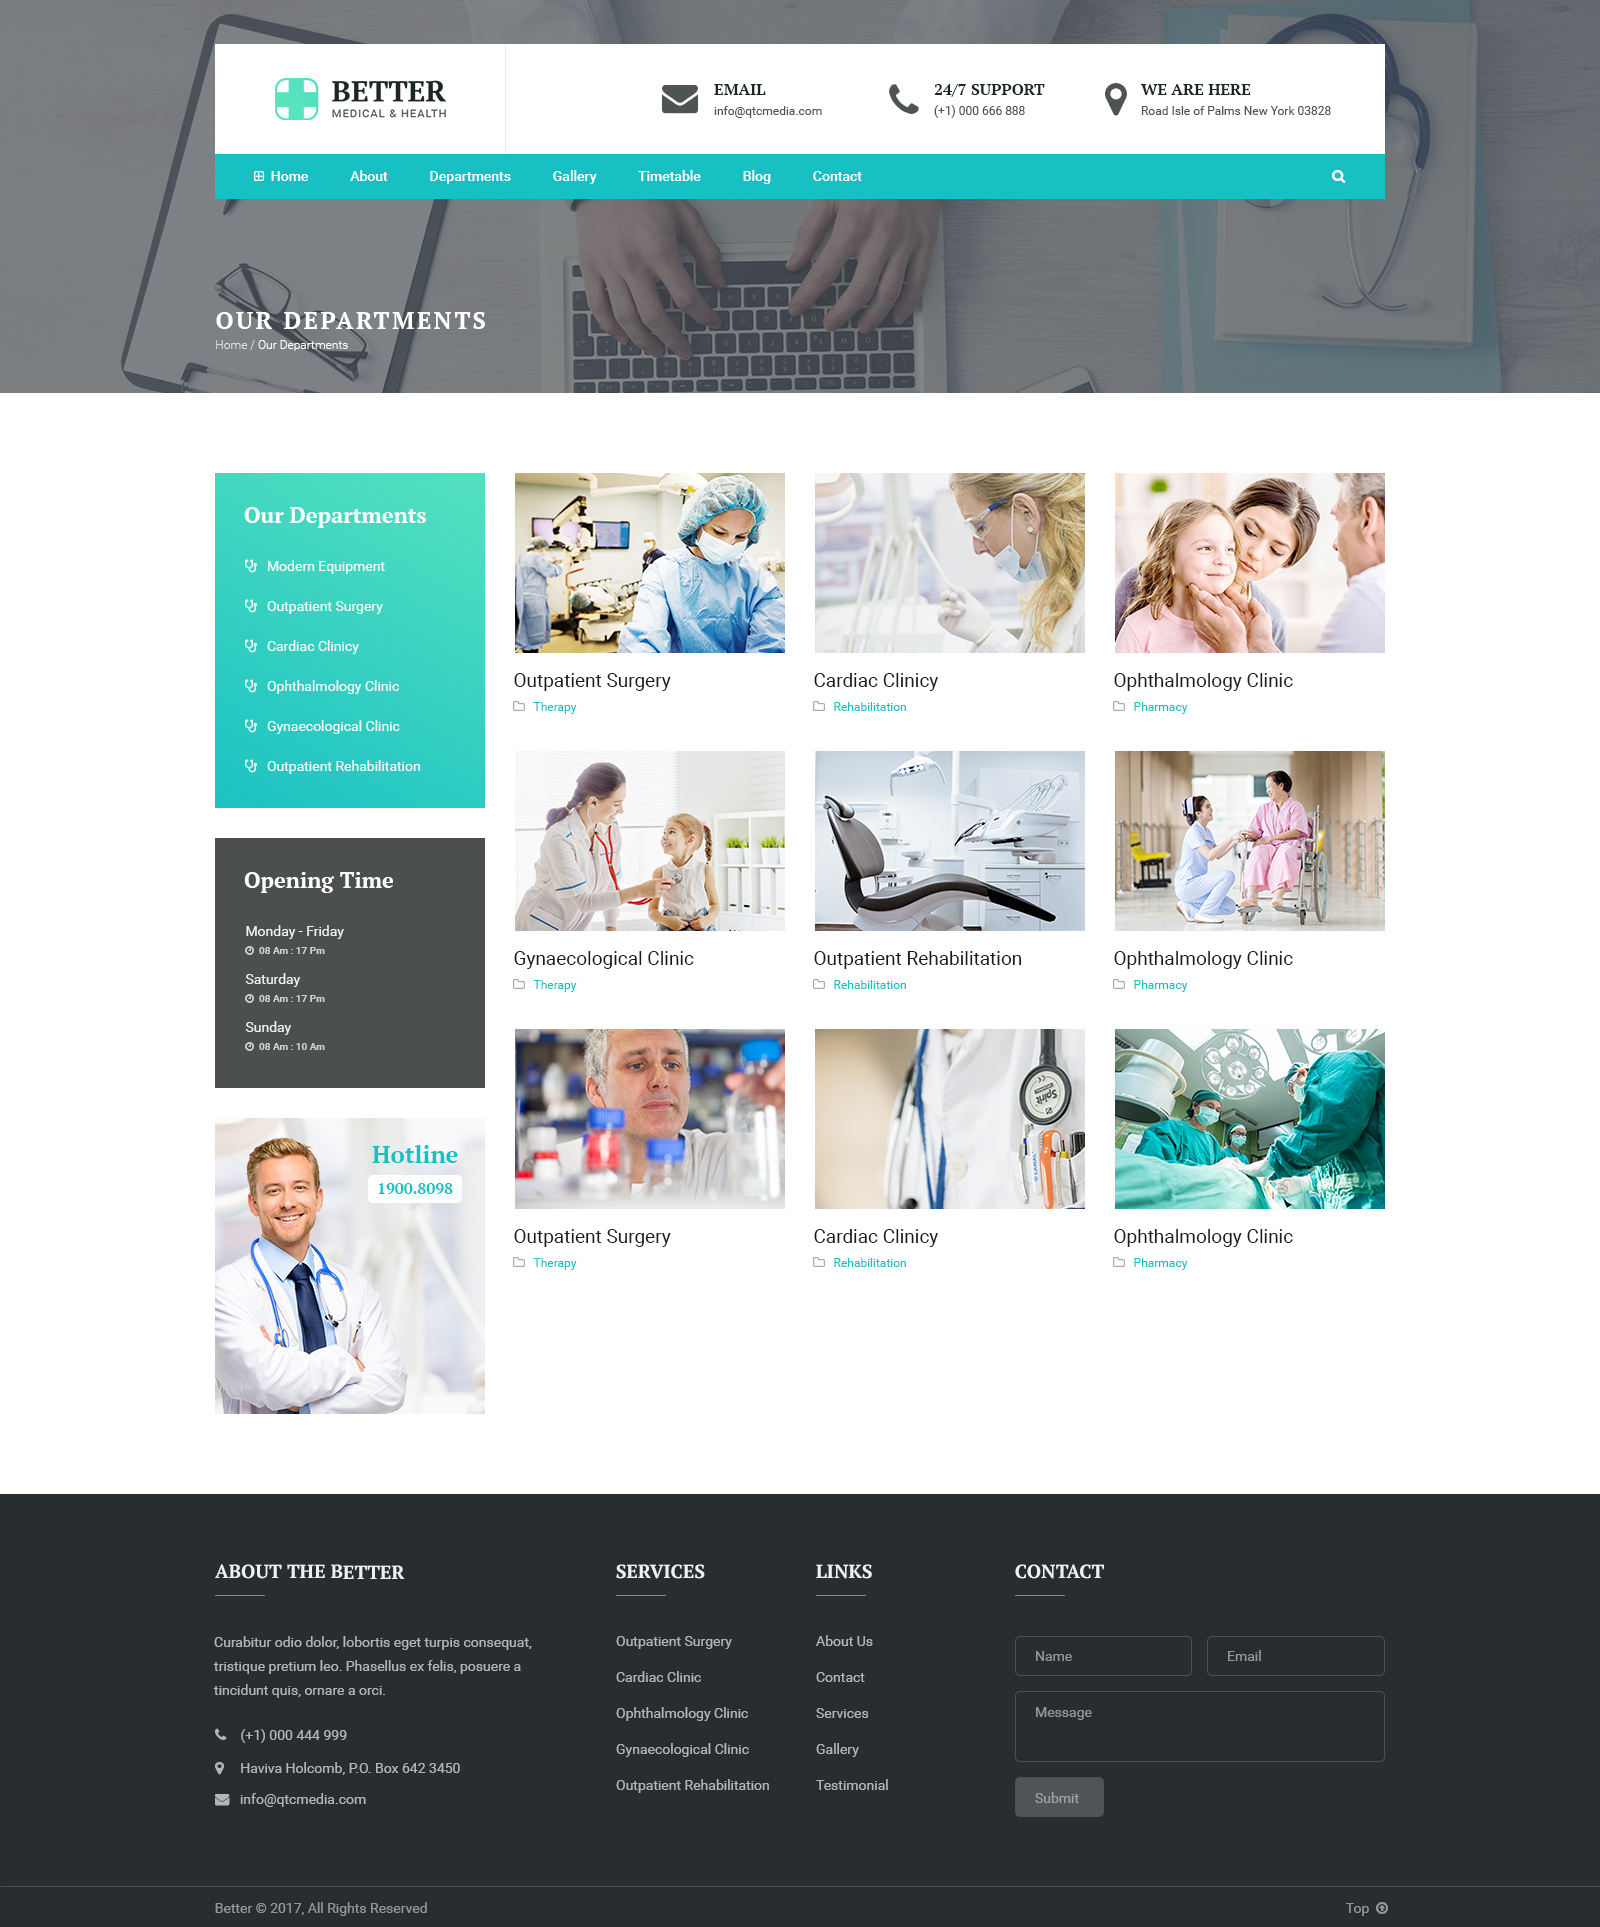 BETTER
MEDICAL & HEALTH
EMAIL
info@qtcmedia.com
24/7 SUPPORT
(+1) 000 666 888
WE ARE HERE
Road Isle of Palms New York 03828
Home About Departments Gallery Timetable Blog Contact
OUR DEPARTMENTS
Home / Our Departments
Our Departments
Modern Equipment
Outpatient Surgery
Cardiac Clinicy
Ophthalmology Clinic
Gynaecological Clinic
Outpatient Rehabilitation
Opening Time
Monday - Friday
08 Am : 17 Pm
Saturday
08 Am : 17 Pm
Sunday
08 Am : 10 Am
Hotline
1900.8098
Outpatient Surgery
Therapy
Cardiac Clinicy
Rehabilitation
Ophthalmology Clinic
Pharmacy
Gynaecological Clinic
Therapy
Outpatient Rehabilitation
Rehabilitation
Ophthalmology Clinic
Pharmacy
Spirit
Outpatient Surgery
Therapy
Cardiac Clinicy
Rehabilitation
Ophthalmology Clinic
Pharmacy
ABOUT THE BETTER
Curabitur odio dolor, lobortis eget turpis consequat,
tristique pretium leo. Phasellus ex felis, posuere a
tincidunt quis, ornare a orci.
(+1) 000 444 999
Haviva Holcomb, P.O. Box 642 3450
info@qtcmedia.com
SERVICES
Outpatient Surgery
Cardiac Clinic
Ophthalmology Clinic
Gynaecological Clinic
Outpatient Rehabilitation
LINKS
About Us
Contact
Services
Gallery
Testimonial
CONTACT
Name
Email
Message
Submit
Better © 2017, All Rights Reserved
Top